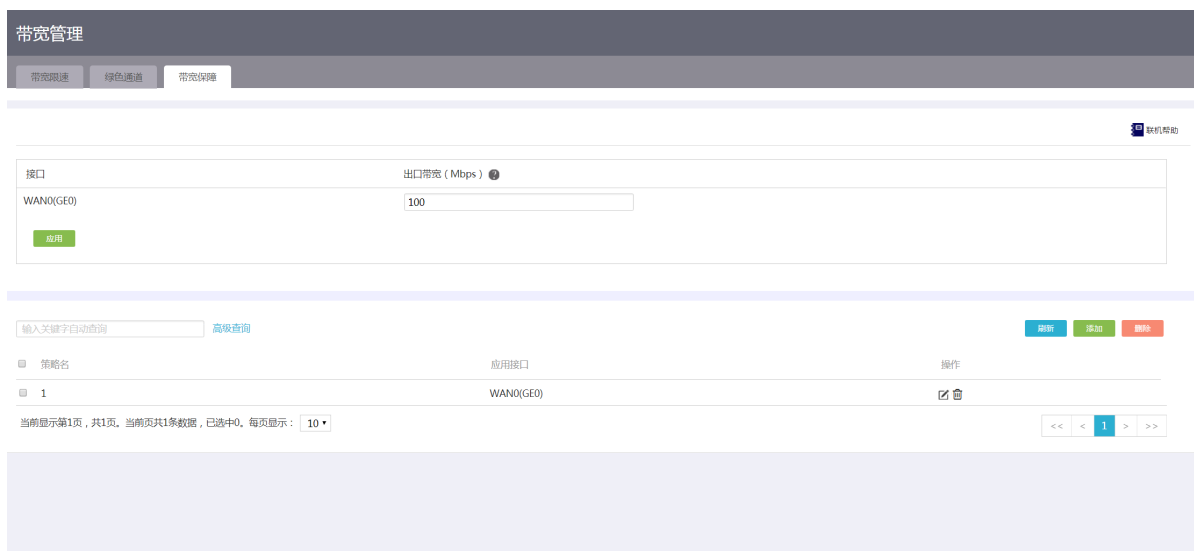 带宽管理
带宽限速 绿色通道 带宽保障
联机帮助
接口 出口带宽 ( Mbps )
WAN0(GE0) 100
应用
输入关键字自动查询 高级查询 刷新 添加 删除
策略名 应用接口 操作
1 WAN0(GE0)
当前显示第1页 , 共1页。当前页共1条数据 , 已选中0。每页显示 : 10 << < 1 > >>